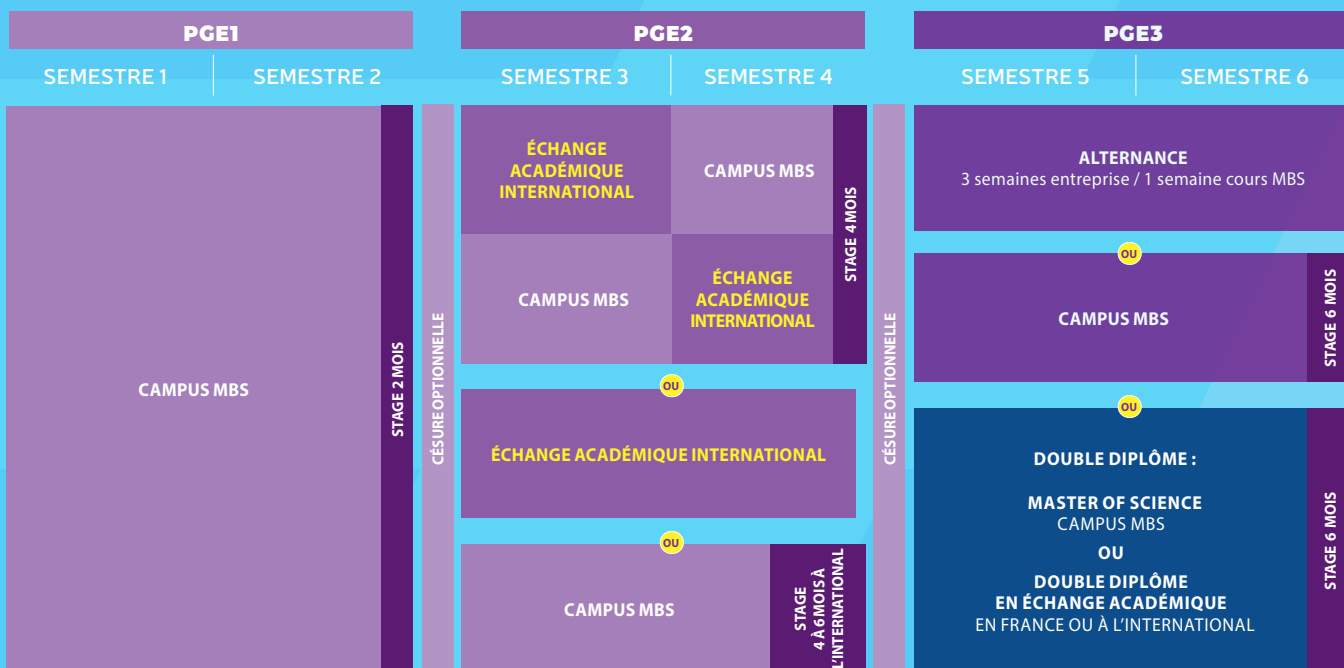 PGE1
SEMESTRE 1
SEMESTRE 2
CAMPUS MBS
STAGE 2 MOIS
CÉSURE OPTIONNELLE
PGE2
SEMESTRE 3
SEMESTRE 4
ÉCHANGE
ACADÉMIQUE
INTERNATIONAL
CAMPUS MBS
CAMPUS MBS
ÉCHANGE
ACADÉMIQUE
INTERNATIONAL
STAGE 4 MOIS
OU
ÉCHANGE ACADÉMIQUE INTERNATIONAL
OU
CAMPUS MBS
STAGE
4 À 6 MOIS À
L'INTERNATIONAL
CÉSURE OPTIONNELLE
PGE3
SEMESTRE 5
SEMESTRE 6
ALTERNANCE
3 semaines entreprise / 1 semaine cours MBS
OU
CAMPUS MBS
STAGE 6 MOIS
OU
DOUBLE DIPLÔME :
MASTER OF SCIENCE
CAMPUS MBS
OU
DOUBLE DIPLÔME
EN ÉCHANGE ACADÉMIQUE
EN FRANCE OU À L'INTERNATIONAL
STAGE 6 MOIS